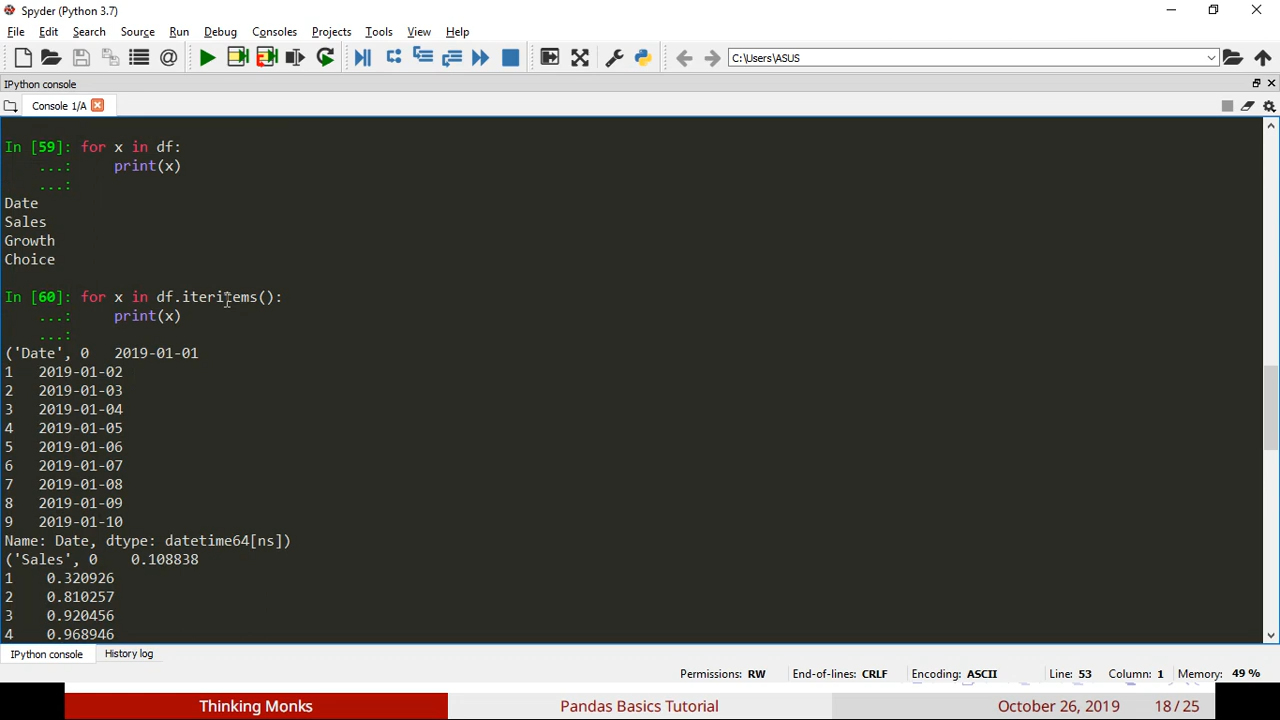 Spyder (Python 3.7)
File Edit Search Source Run Debug Consoles Projects Tools View Help
C:\Users\ASUS
IPython console
Console 1/A
In [59]: for x in df:
...: print(x)
...:
Date
Sales
Growth
Choice
In [60]: for x in df.iteritems():
...: print(x)
...:
('Date', 0 2019-01-01
1 2019-01-02
2 2019-01-03
3 2019-01-04
4 2019-01-05
5 2019-01-06
6 2019-01-07
7 2019-01-08
8 2019-01-09
9 2019-01-10
Name: Date, dtype: datetime64[ns])
('Sales', 0 0.108838
1 0.320926
2 0.810257
3 0.920456
4 0.968946
IPython console History log
Permissions: RW End-of-lines: CRLF Encoding: ASCII Line: 53 Column: 1 Memory: 49 %
Thinking Monks Pandas Basics Tutorial October 26, 2019 18 / 25